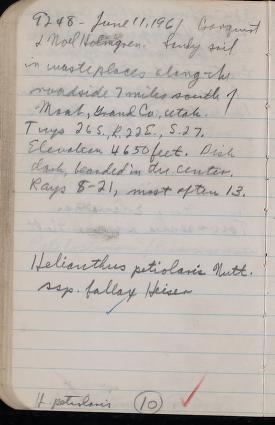 9248 - June 11, 1961 Cronquist
& Noel Holmgren. Sandy soil
in waste places along the
roadside 7 miles south of
Moab, Grand Co., Utah.
Twp 26 S., R. 22 E., S. 27.
Elevation 4650 feet. Disk
dark, bearded in the center.
Rays 8-21, most often 13.
Helianthus petiolaris Nutt.
ssp. fallax Heiser
H. petiolaris 10